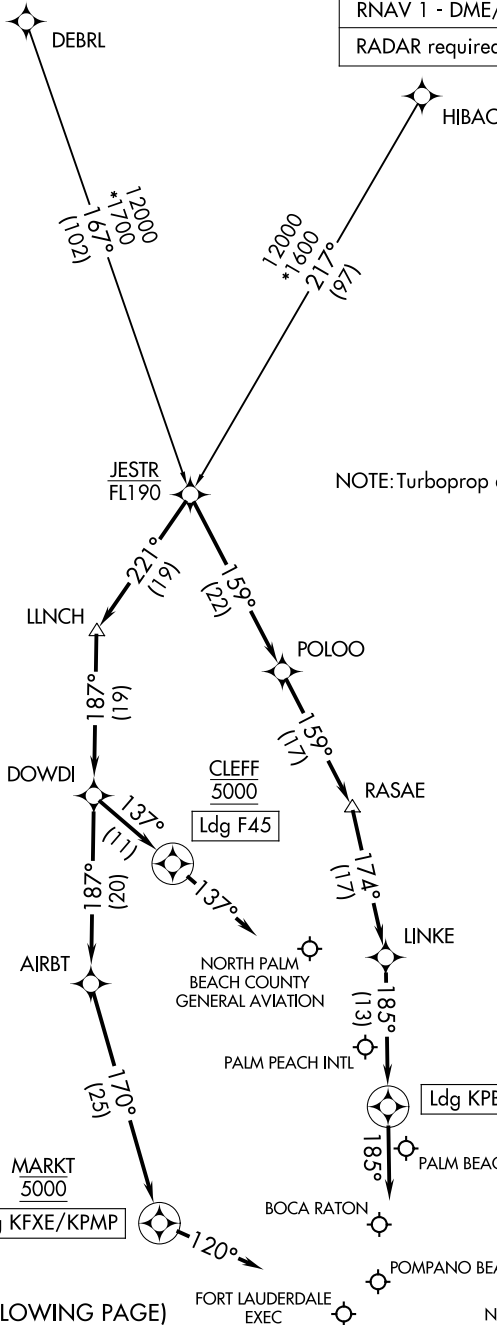 RNAV 1 - DME/
RADAR required
DEBRL
HIBAC
12000
*1700
167°
(102)
12000
*1600
217°
(97)
JESTR
FL190
NOTE: Turboprop
221°
(19)
159°
(22)
LLNCH
POLOO
187°
(19)
159°
(17)
DOWDI
CLEFF
5000
Ldg F45
RASAE
137°
(11)
137°
187°
(20)
174°
(17)
AIRBT
NORTH PALM
BEACH COUNTY
GENERAL AVIATION
LINKE
185°
(13)
PALM PEACH INTL
170°
(25)
Ldg KPB
185°
PALM BEAC
MARKT
5000
KFXE/KPMP
120°
BOCA RATON
POMPANO BEA
LOWING PAGE)
FORT LAUDERDALE
EXEC
N